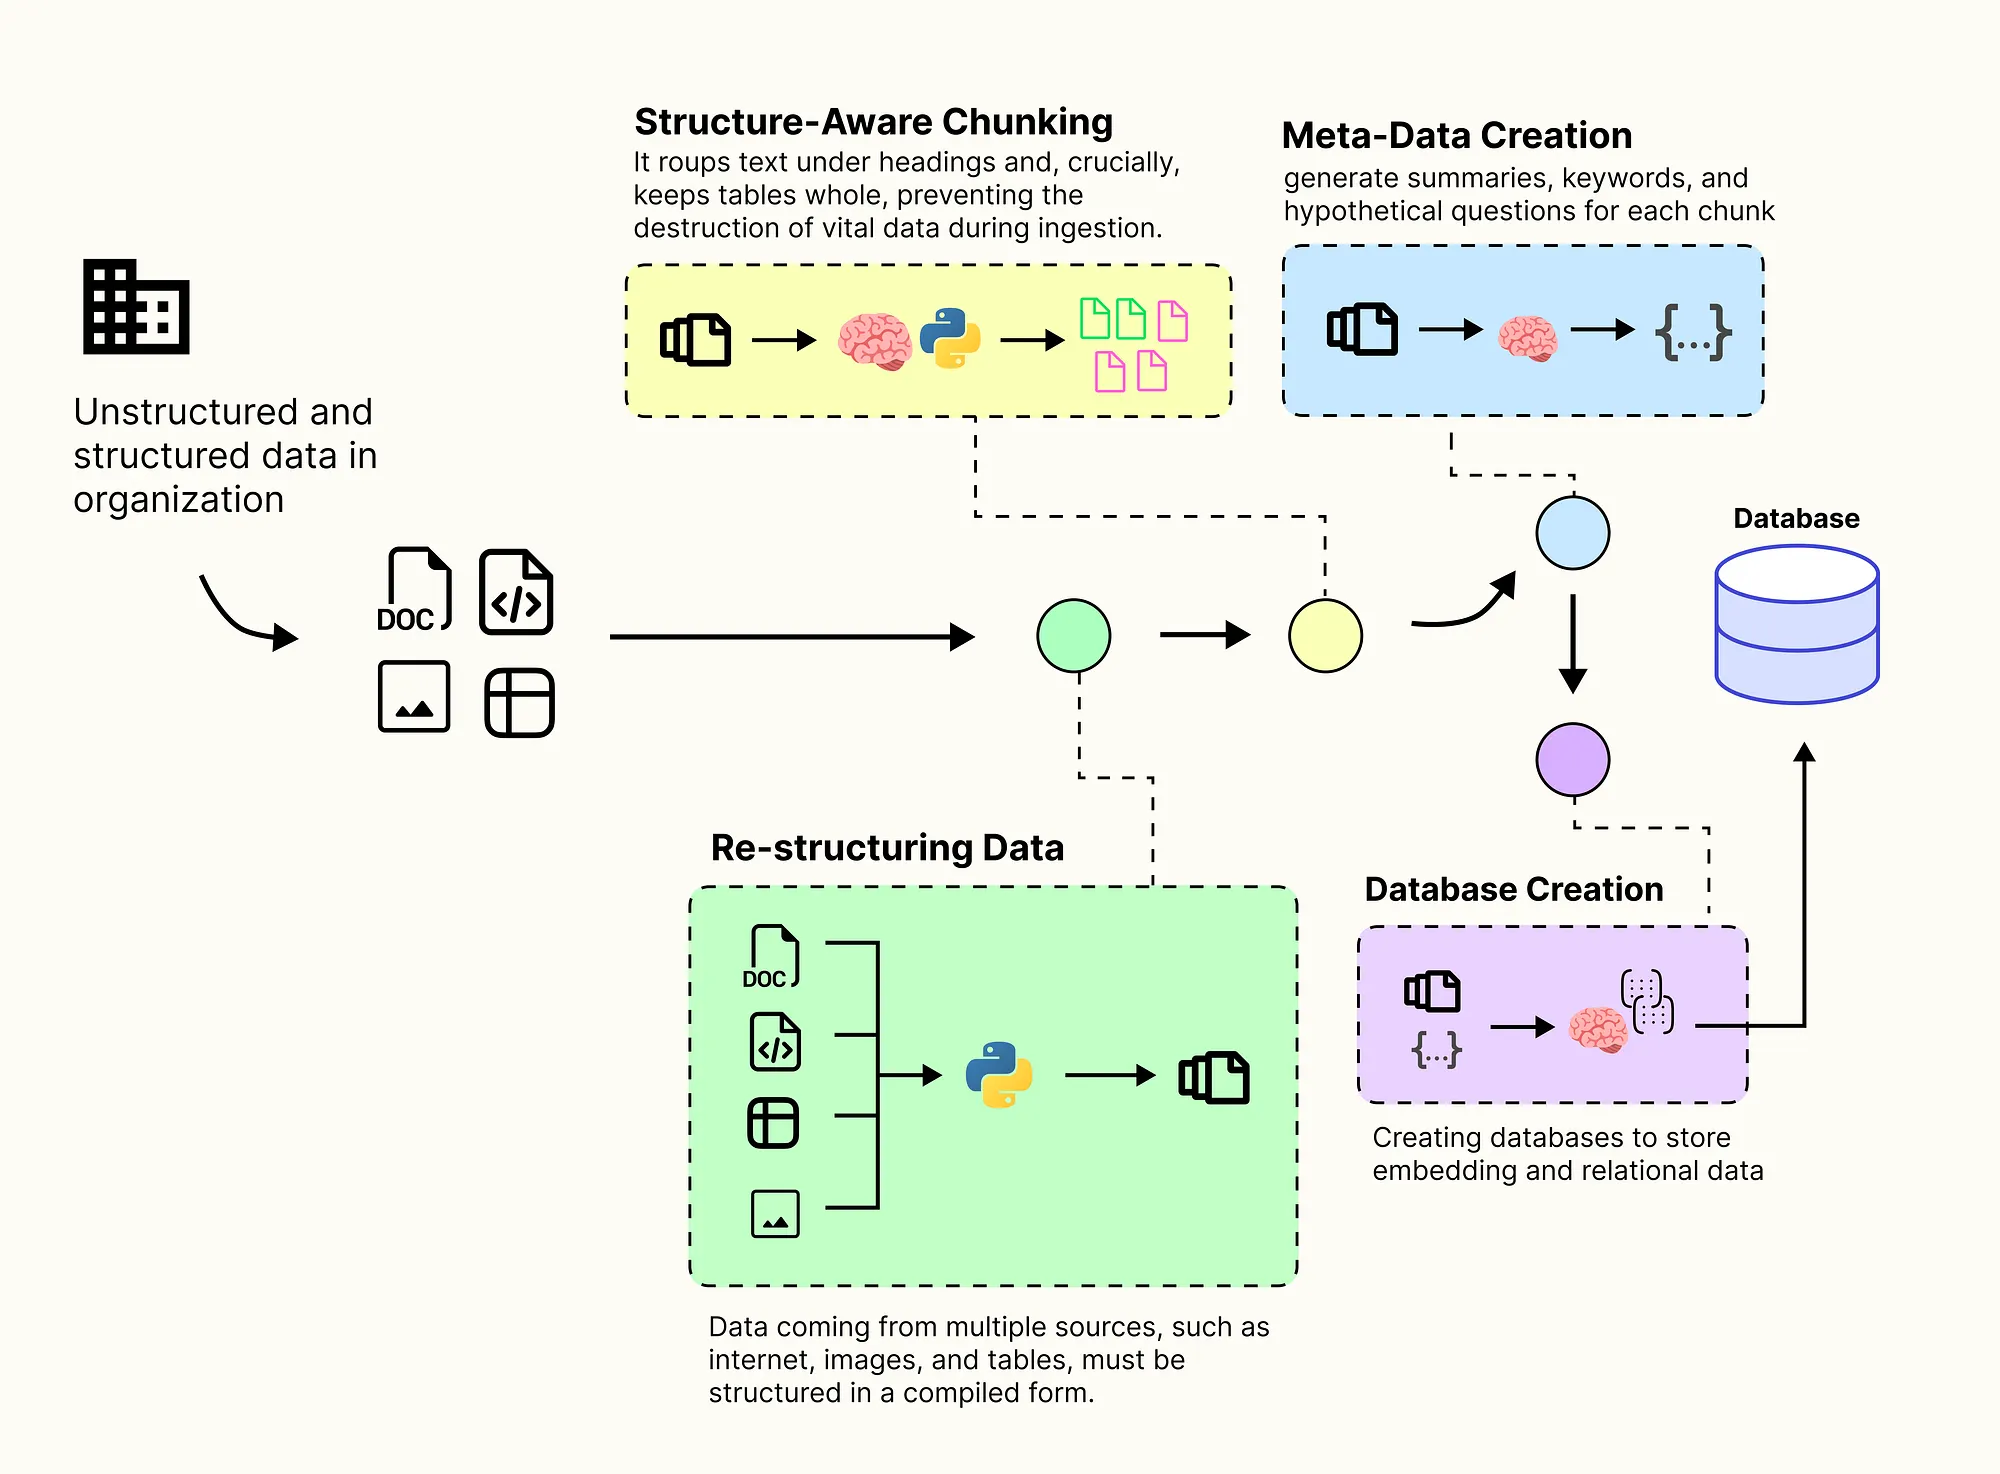 Structure-Aware Chunking
It roups text under headings and, crucially,
keeps tables whole, preventing the
destruction of vital data during ingestion.
Meta-Data Creation
generate summaries, keywords, and
hypothetical questions for each chunk
{...}
Unstructured and
structured data in
organization
DOC
</>
Database
Re-structuring Data
DOC
</>
Database Creation
{...}
Creating databases to store
embedding and relational data
Data coming from multiple sources, such as
internet, images, and tables, must be
structured in a compiled form.